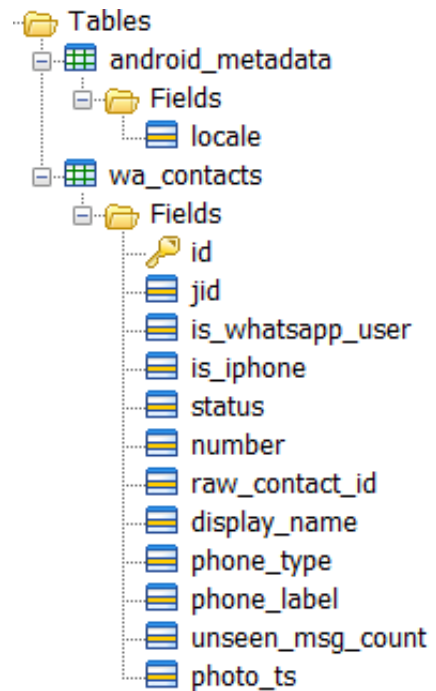 Tables
android_metadata
Fields
locale
wa_contacts
Fields
id
jid
is_whatsapp_user
is_iphone
status
number
raw_contact_id
display_name
phone_type
phone_label
unseen_msg_count
photo_ts